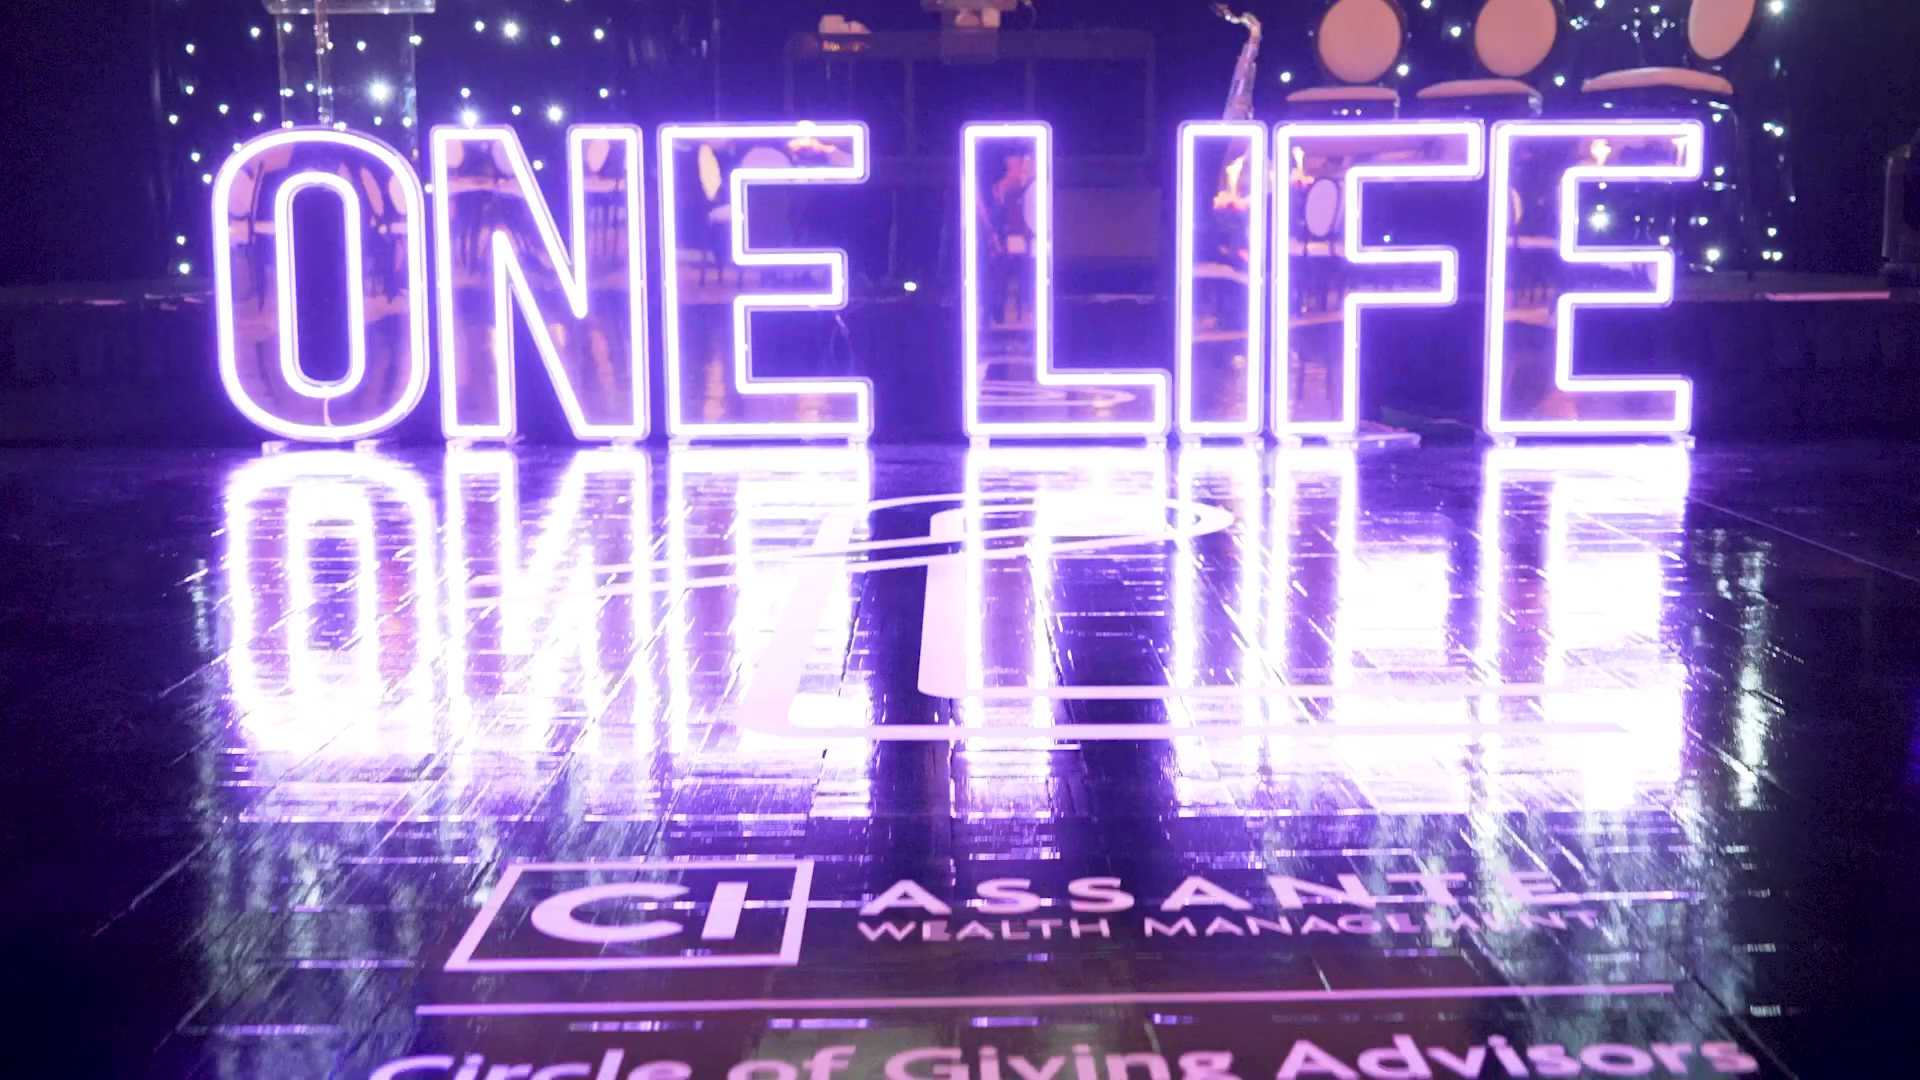 ONE LIFE
CI ASSANTE
WEALTH MANAGEMENT
Circle of Giving Advisors